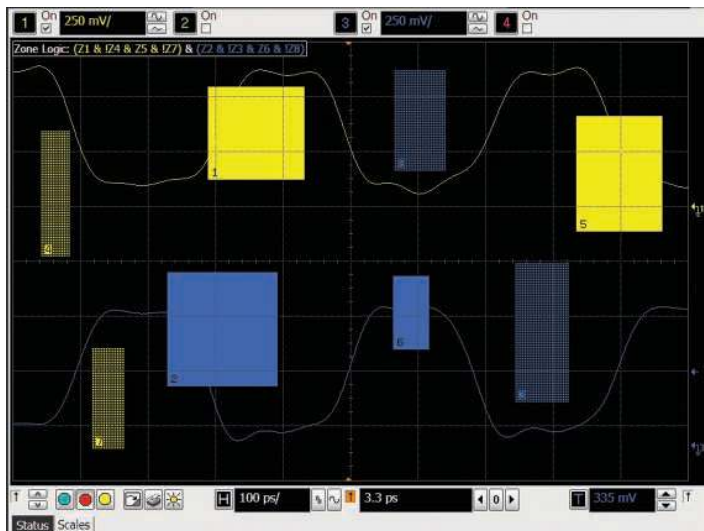 1 On 250 mV/ 2 On 3 On 250 mV/ 4 On
Zone Logic: (Z1 & !Z4 & Z5 & !Z7) & (Z2 & !Z3 & Z6 & !Z8)
3
1
4
5
6
2
8
7
H 100 ps/ 3.3 ps 0 T 335 mV
Status Scales